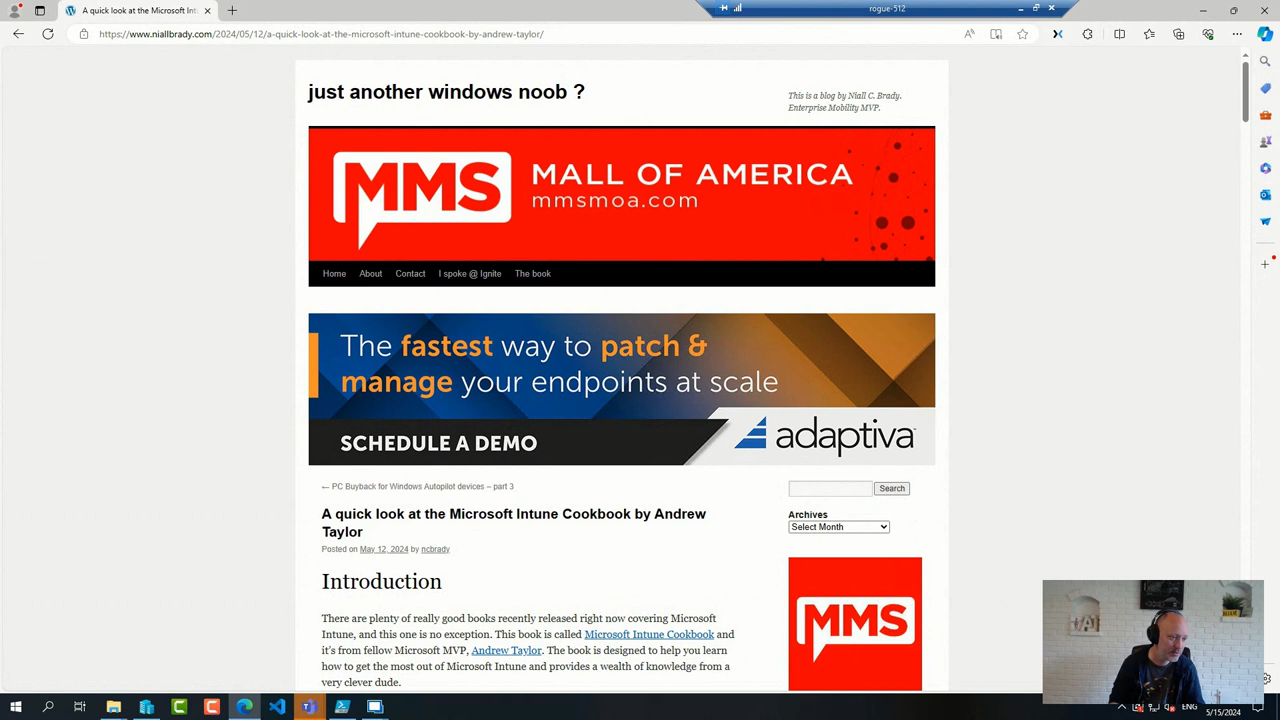 A quick look at the Microsoft Int
rogue-512
https://www.niallbrady.com/2024/05/12/a-quick-look-at-the-microsoft-intune-cookbook-by-andrew-taylor/
just another windows noob ?
This is a blog by Niall C. Brady.
Enterprise Mobility MVP.
MMS
MALL OF AMERICA
mmsmoa.com
Home About Contact I spoke @ Ignite The book
The fastest way to patch &
manage your endpoints at scale
SCHEDULE A DEMO
adaptiva
← PC Buyback for Windows Autopilot devices – part 3
Search
A quick look at the Microsoft Intune Cookbook by Andrew
Taylor
Archives
Select Month
Posted on May 12, 2024 by ncbrady
Introduction
There are plenty of really good books recently released right now covering Microsoft
Intune, and this one is no exception. This book is called Microsoft Intune Cookbook and
it's from fellow Microsoft MVP, Andrew Taylor. The book is designed to help you learn
how to get the most out of Microsoft Intune and provides a wealth of knowledge from a
very clever dude.
MMS
ENG
5/15/2024